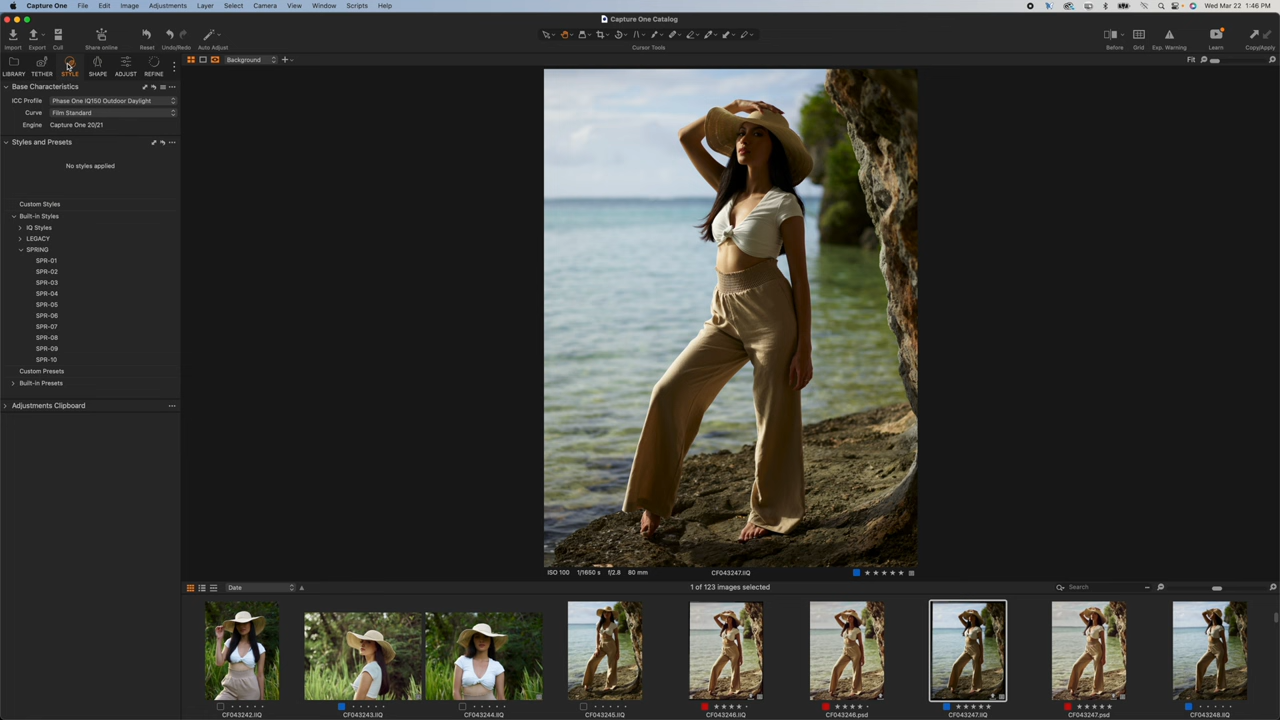 Capture One File Edit Image Adjustments Layer Select Camera View Window Scripts Help Wed Mar 22 1:46 PM
Capture One Catalog
Import Export Cull Share online Reset Undo/Redo Auto Adjust Cursor Tools Before Grid Exp. Warning Learn Copy/Apply
LIBRARY TETHER STYLE SHAPE ADJUST REFINE
Background
Fit
Base Characteristics
ICC Profile Phase One IQ150 Outdoor Daylight
Curve Film Standard
Engine Capture One 20/21
Styles and Presets
No styles applied
Custom Styles
Built-in Styles
IQ Styles
LEGACY
SPRING
SPR-01
SPR-02
SPR-03
SPR-04
SPR-05
SPR-06
SPR-07
SPR-08
SPR-09
SPR-10
Custom Presets
Built-in Presets
Adjustments Clipboard
ISO 100 1/1650 s f/2.8 80 mm CF043247.IIQ
Date 1 of 123 images selected Search
CF043242.IIQ CF043243.IIQ CF043244.IIQ CF043245.IIQ CF043246.IIQ CF043246.psd CF043247.IIQ CF043247.psd CF043248.IIQ